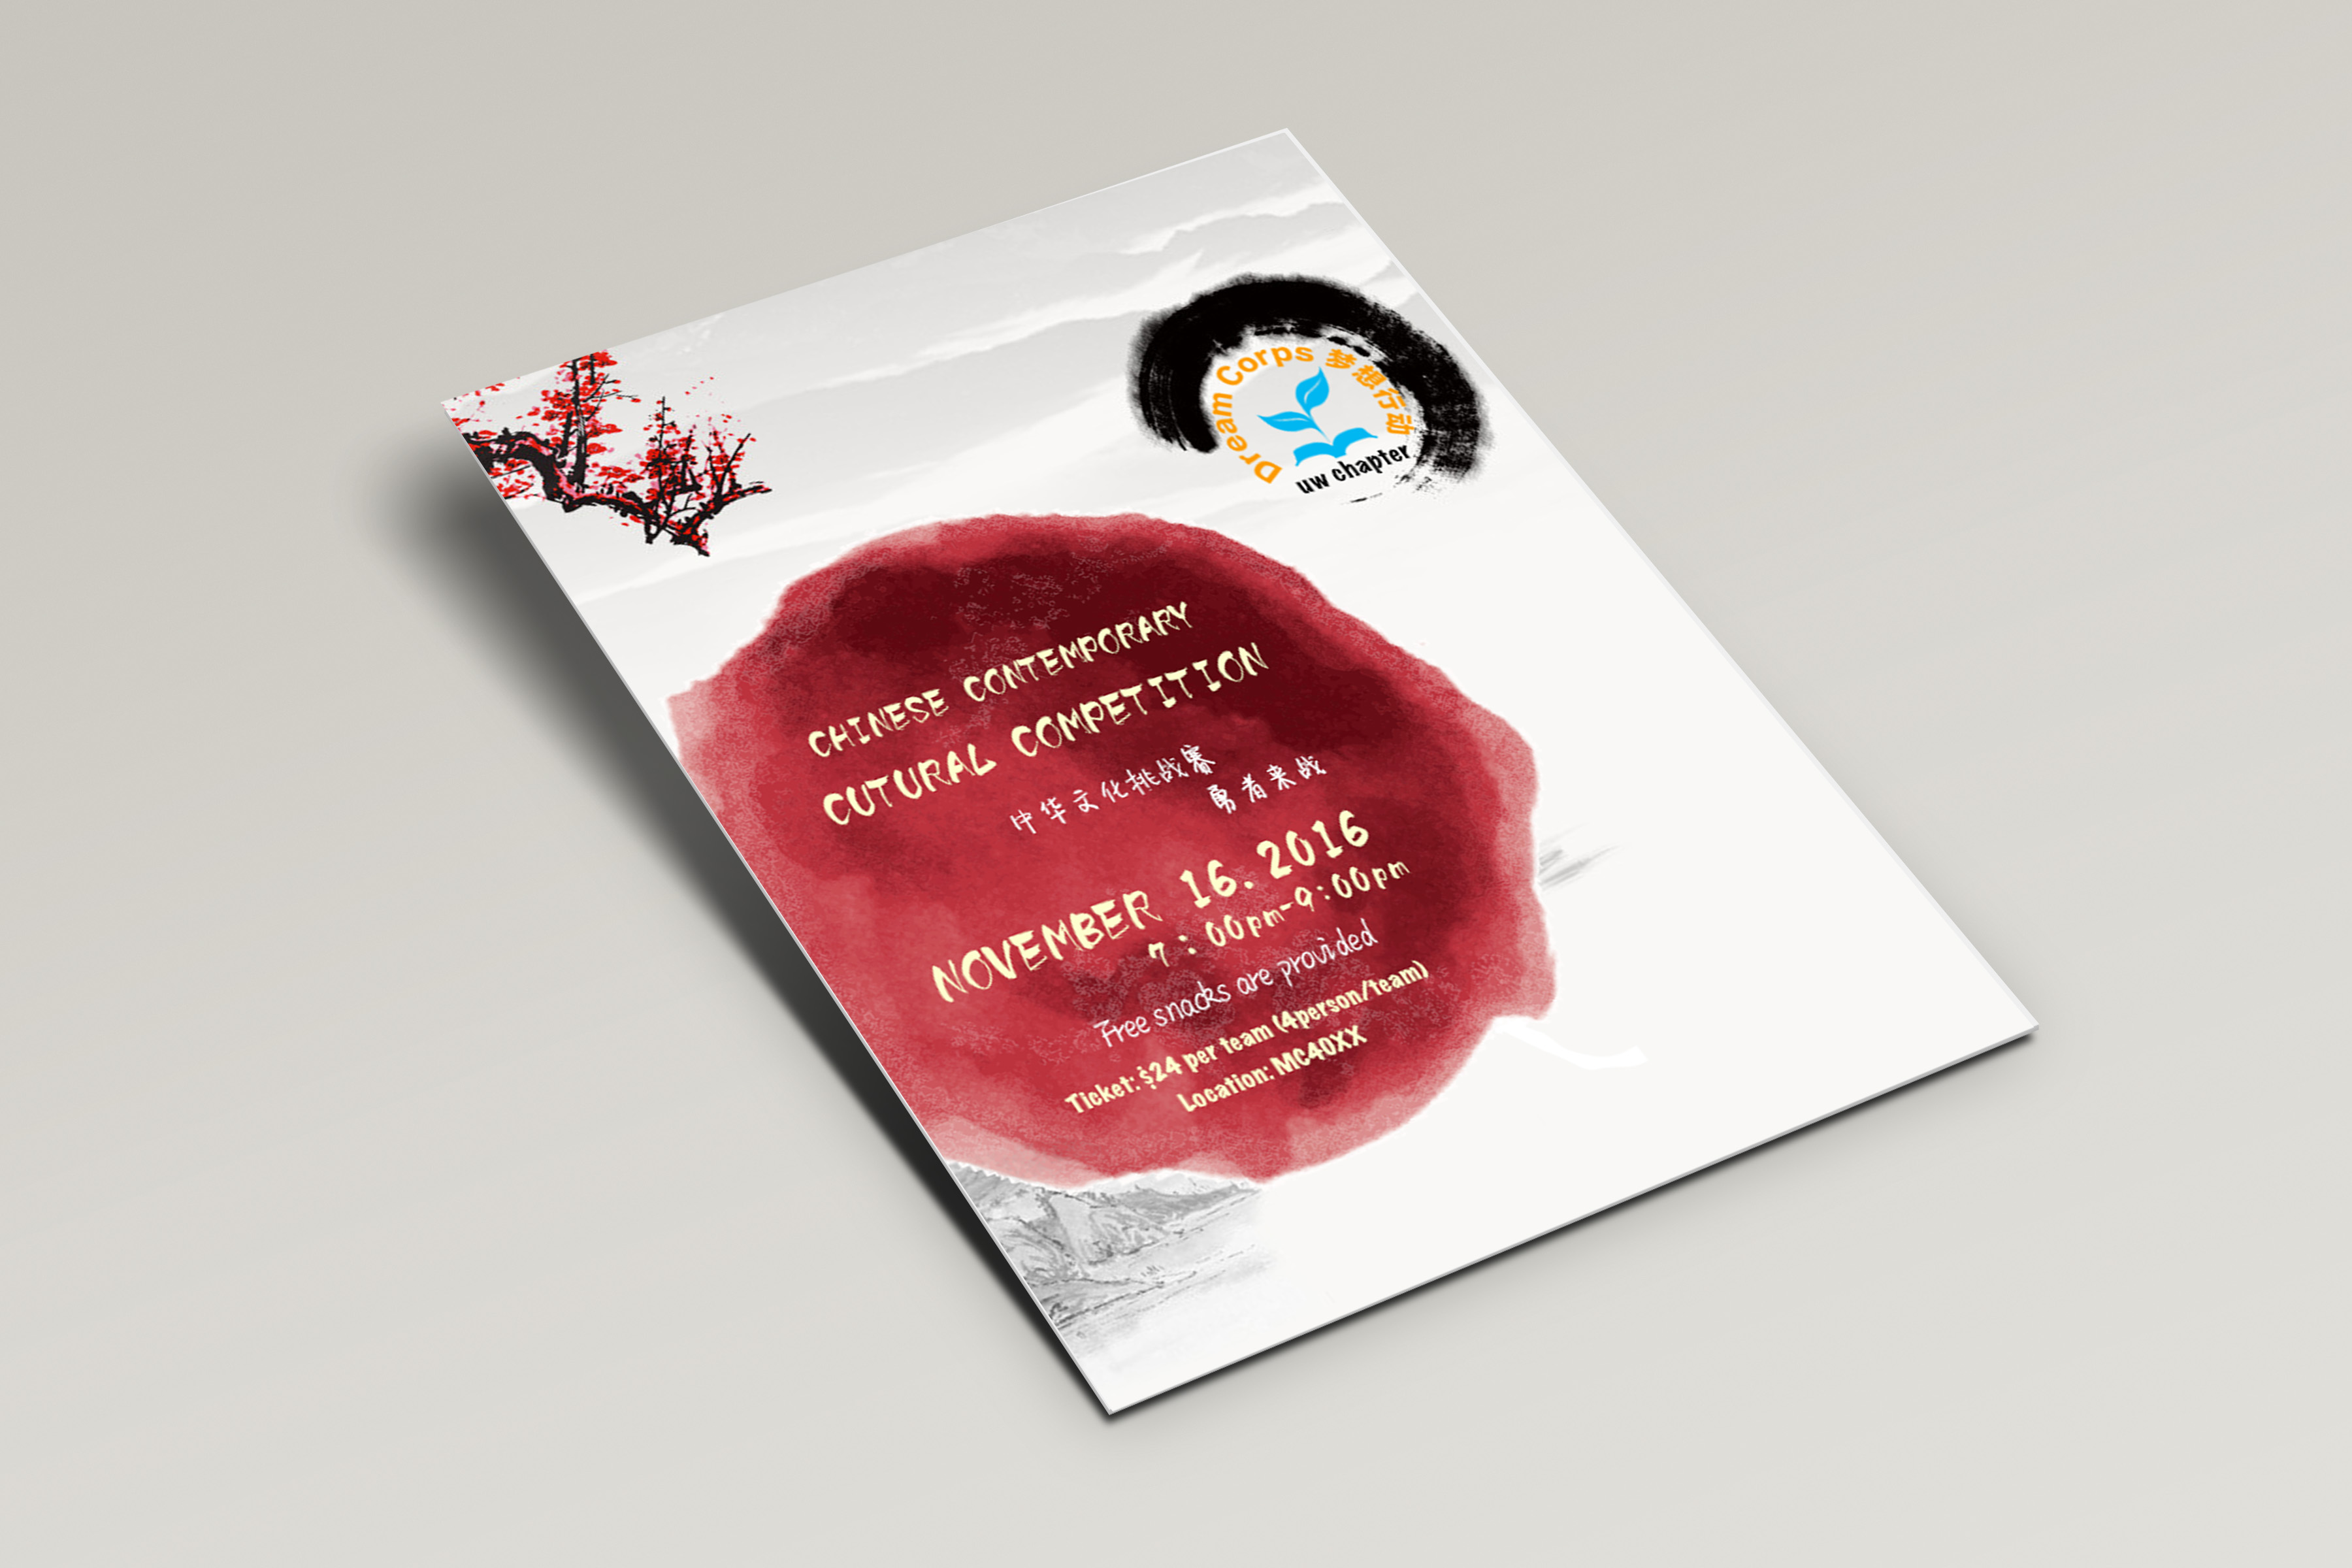 Dream Corps 梦想行动
uw chapter
CHINESE CONTEMPORARY
CUTURAL COMPETITION
中华文化挑战赛
勇者来战
NOVEMBER 16.2016
7：00pm-9:00pm
Free snacks are provided
Ticket: $24 per team (4person/team)
Location: MC40XX